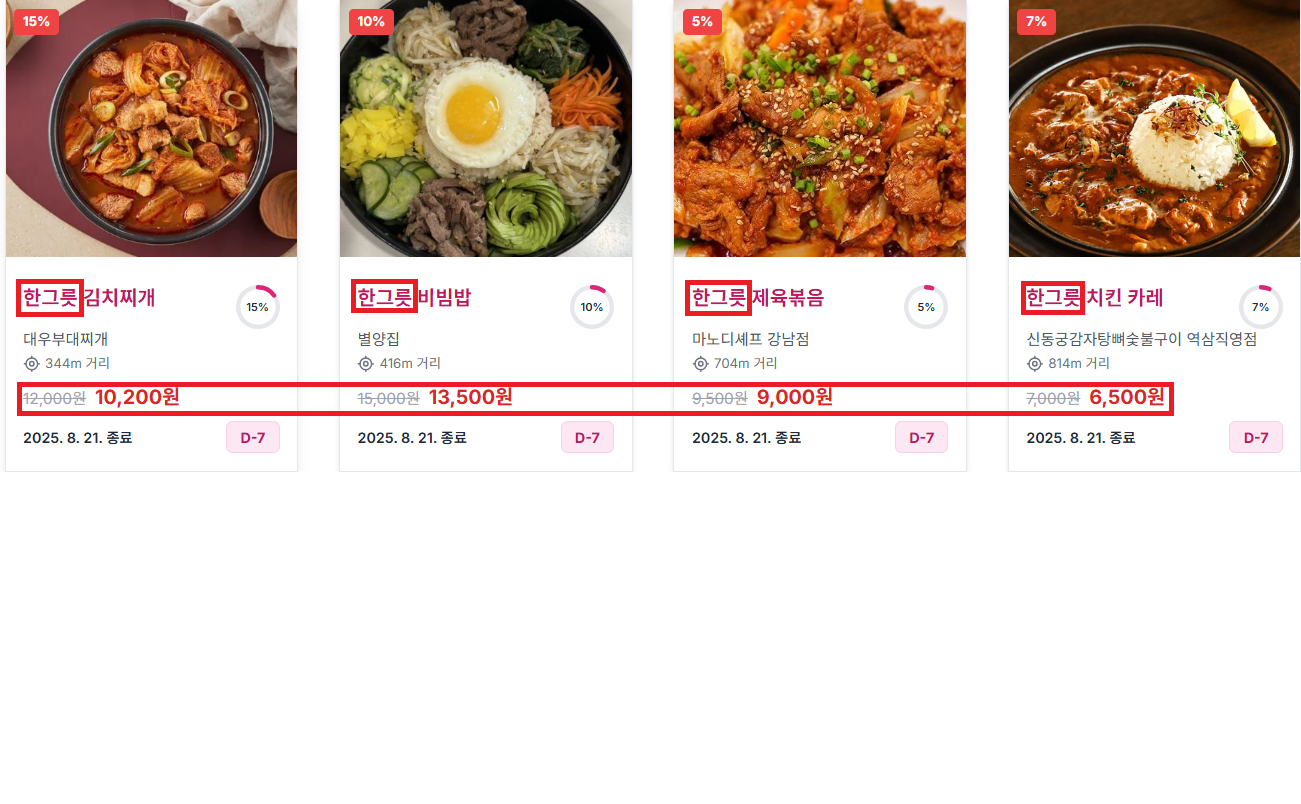 15%
한그릇 김치찌개
15%
대우부대찌개
344m 거리
12,000원 10,200원
2025. 8. 21. 종료
D-7
10%
한그릇 비빔밥
10%
별양집
416m 거리
15,000원 13,500원
2025. 8. 21. 종료
D-7
5%
한그릇 제육볶음
5%
마노디셰프 강남점
704m 거리
9,500원 9,000원
2025. 8. 21. 종료
D-7
7%
한그릇 치킨 카레
7%
신동궁감자탕뼈숯불구이 역삼직영점
814m 거리
7,000원 6,500원
2025. 8. 21. 종료
D-7